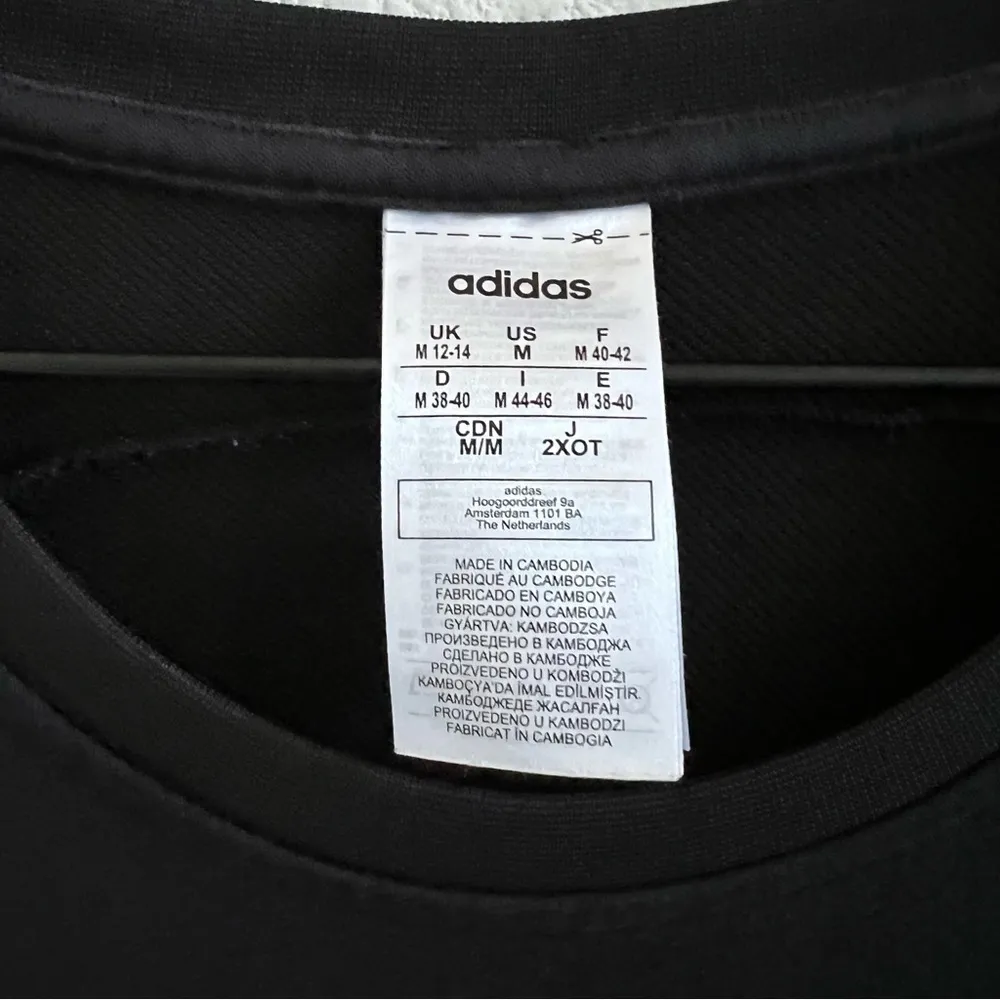 adidas
UK US F
M 12-14 M M 40-42
D I E
M 38-40 M 44-46 M 38-40
CDN J
M/M 2XOT
adidas
Hoogoorddreef 9a
Amsterdam 1101 BA
The Netherlands
MADE IN CAMBODIA
FABRIQUÉ AU CAMBODGE
FABRICADO EN CAMBOYA
FABRICADO NO CAMBOJA
GYÁRTVA: KAMBODZSA
ПРОИЗВЕДЕНО В КАМБОДЖА
СДЕЛАНО В КАМБОДЖЕ
PROIZVEDENO U KOMBODŽI
KAMBOÇYA'DA İMAL EDİLMİŞTİR.
КАМБОДЖЕДЕ ЖАСАЛҒАН
PROIZVEDENO U KAMBODZI
FABRICAT ÎN CAMBOGIA